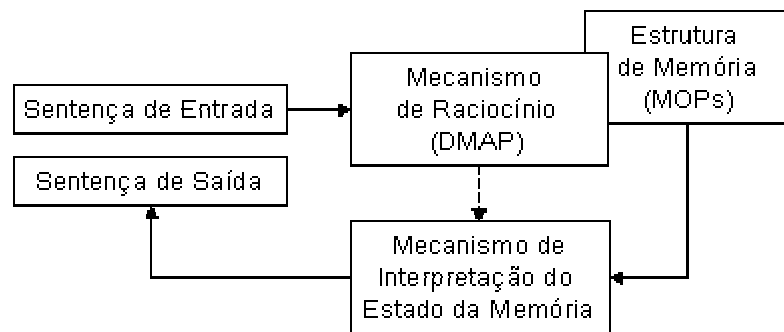 Sentença de Entrada
Mecanismo
de Raciocínio
(DMAP)
Estrutura
de Memória
(MOPs)
Sentença de Saída
Mecanismo de
Interpretação do
Estado da Memória